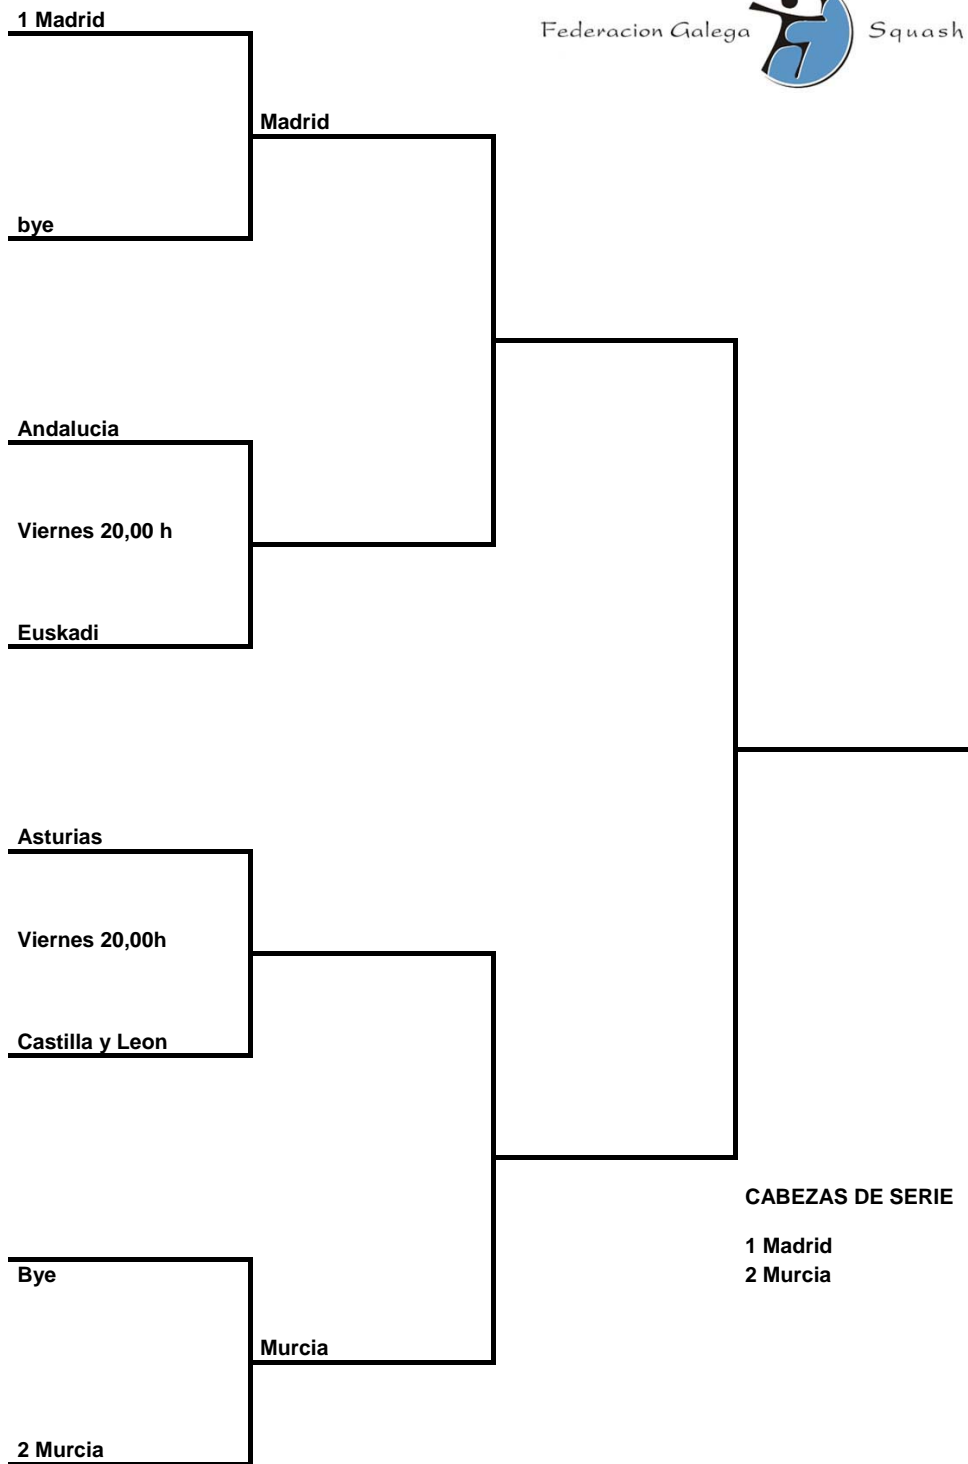 1 Madrid
Federacion Galega Squash
Madrid
bye
Andalucia
Viernes 20,00 h
Euskadi
Asturias
Viernes 20,00h
Castilla y Leon
CABEZAS DE SERIE
1 Madrid
2 Murcia
Bye
Murcia
2 Murcia